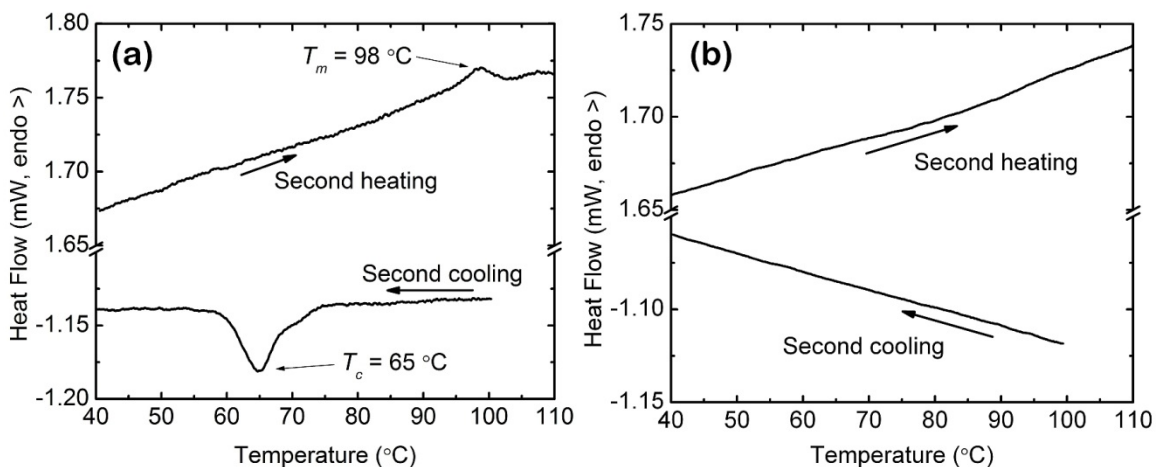 (a)
Heat Flow (mW, endo >)
1.80
1.75
1.70
1.65
-1.15
-1.20
T_m = 98 °C
Second heating
Second cooling
T_c = 65 °C
40 50 60 70 80 90 100 110
Temperature (°C)
(b)
Heat Flow (mW, endo >)
1.75
1.70
1.65
-1.10
-1.15
Second heating
Second cooling
40 50 60 70 80 90 100 110
Temperature (°C)